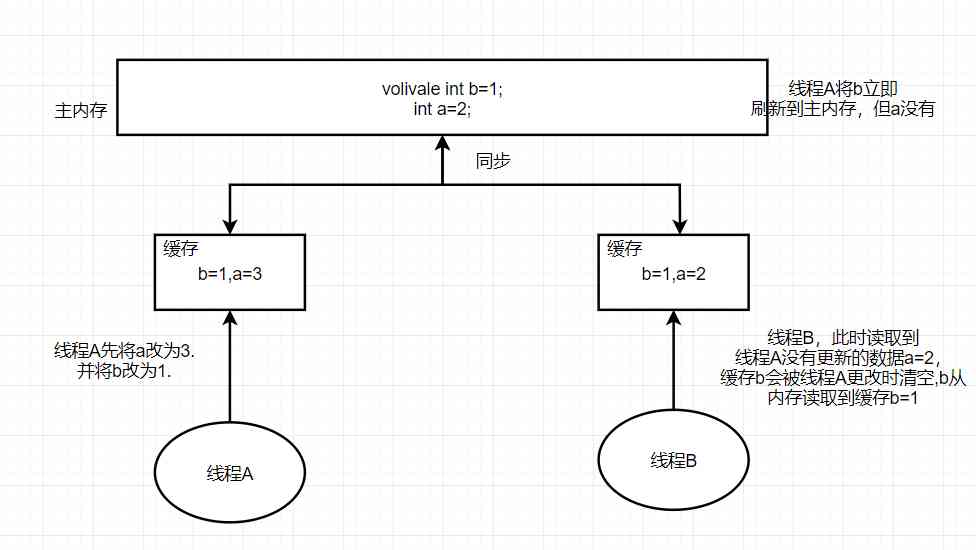 volivale int b=1;
int a=2;
主内存
线程A将b立即
刷新到主内存，但a没有
同步
缓存
b=1,a=3
缓存
b=1,a=2
线程A先将a改为3.
并将b改为1.
线程B，此时读取到
线程A没有更新的数据a=2，
缓存b会被线程A更改时清空,b从
内存读取到缓存b=1
线程A
线程B